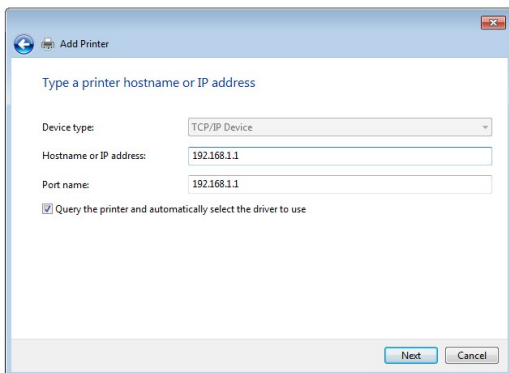 Add Printer
Type a printer hostname or IP address
Device type: TCP/IP Device
Hostname or IP address: 192.168.1.1
Port name: 192.168.1.1
Query the printer and automatically select the driver to use
Next Cancel